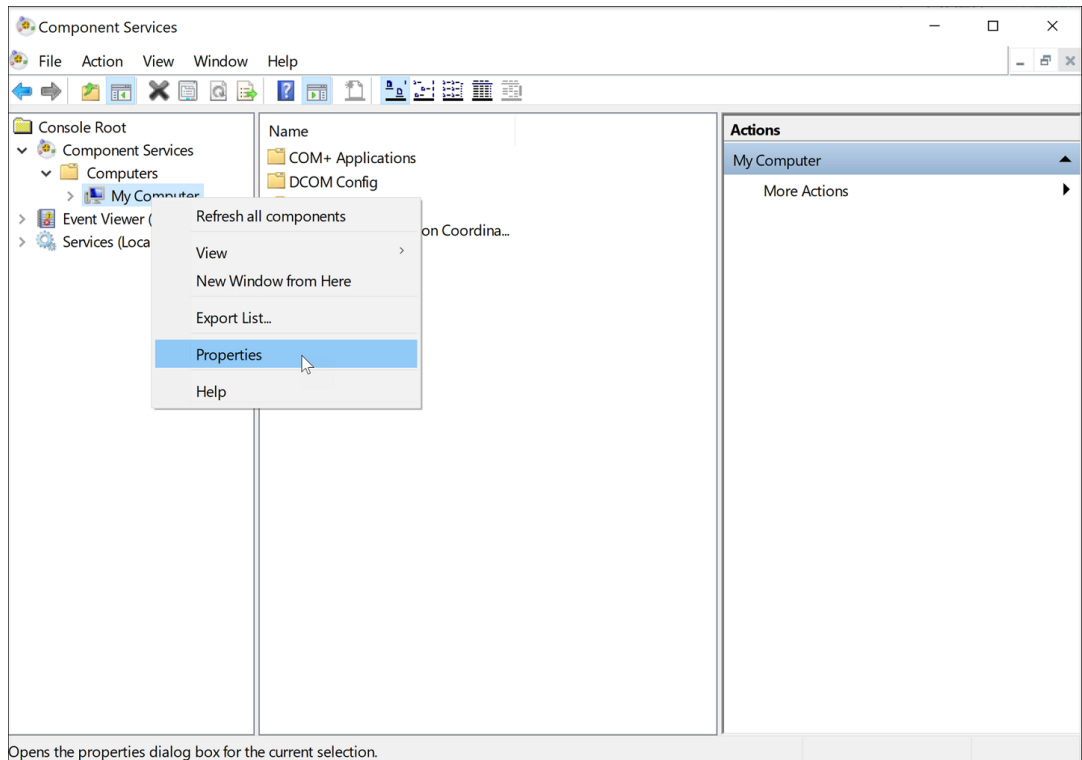 Component Services
File Action View Window Help
Console Root
Component Services
Computers
My Computer
Event Viewer (
Services (Loca
Name
COM+ Applications
DCOM Config
on Coordina...
Refresh all components
View
New Window from Here
Export List...
Properties
Help
Actions
My Computer
More Actions
Opens the properties dialog box for the current selection.